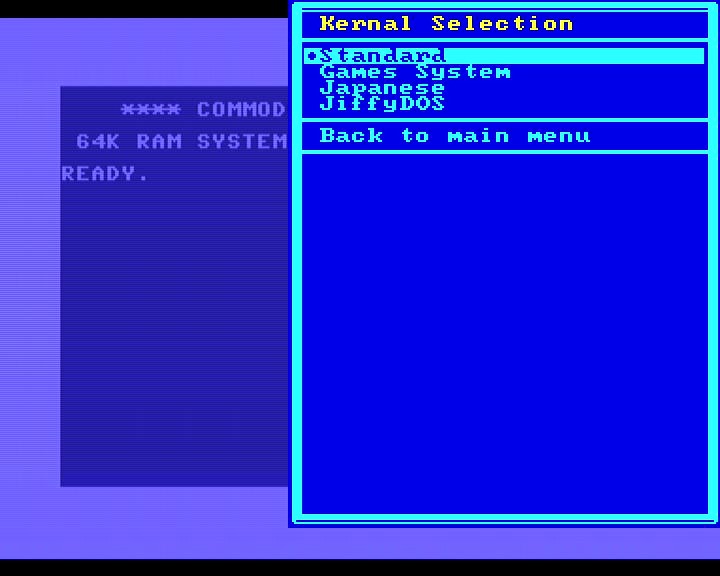 **** COMMOD
64K RAM SYSTEM
READY.
Kernal Selection
•Standard
Games System
Japanese
JiffyDOS
Back to main menu